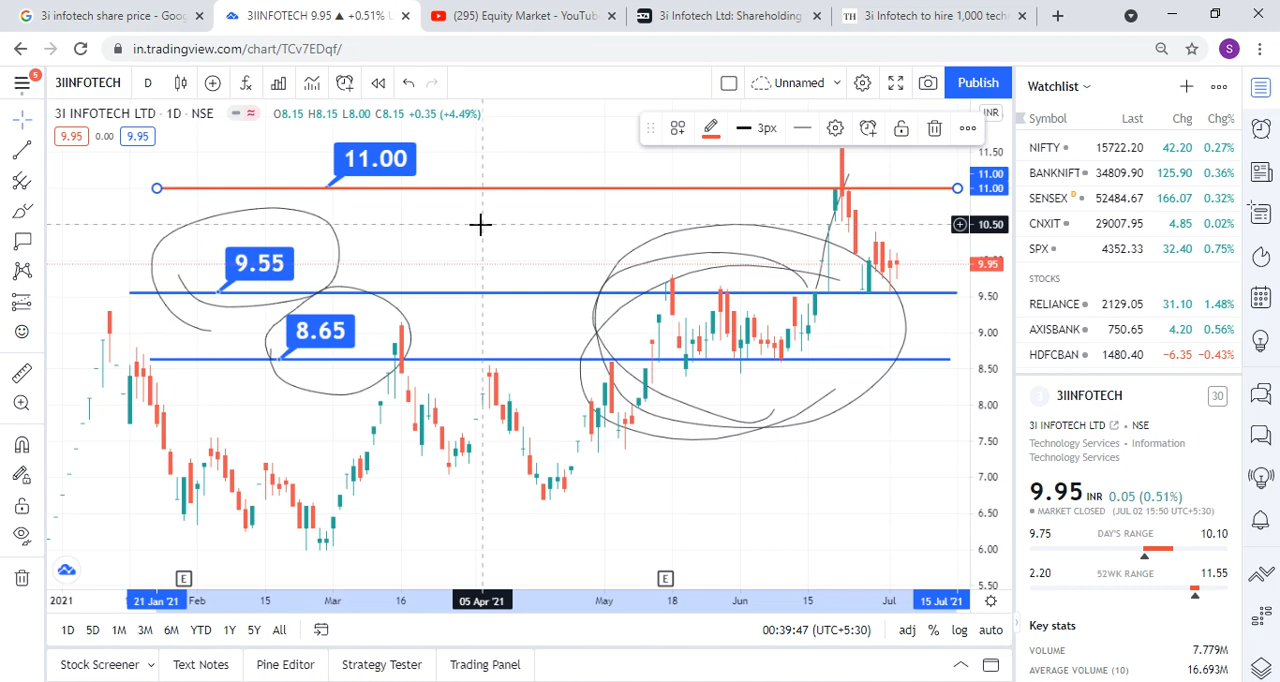 3i infotech share price - Goog
3IINFOTECH 9.95 ▲ +0.51% U
(295) Equity Market - YouTub
3i Infotech Ltd: Shareholding
TH 3i Infotech to hire 1,000 tech
in.tradingview.com/chart/TCv7EDqf/
S
5
3IINFOTECH D
Unnamed
Publish
3I INFOTECH LTD · 1D · NSE O8.15 H8.15 L8.00 C8.15 +0.35 (+4.49%)
9.95 0.00 9.95
3px
INR
11.50
11.00
11.00
10.50
9.95
9.50
9.00
8.50
8.00
7.50
7.00
6.50
6.00
5.50
11.00
9.55
8.65
E E
2021 21 Jan '21 Feb 15 Mar 16 05 Apr '21 May 18 Jun 15 Jul 15 Jul '21
1D 5D 1M 3M 6M YTD 1Y 5Y All
00:39:47 (UTC+5:30) adj % log auto
Stock Screener Text Notes Pine Editor Strategy Tester Trading Panel
Watchlist
Symbol Last Chg Chg%
NIFTY 15722.20 42.20 0.27%
BANKNIFT 34809.90 125.90 0.36%
SENSEX D 52484.67 166.07 0.32%
CNXIT 29007.95 4.85 0.02%
SPX 4352.33 32.40 0.75%
STOCKS
RELIANCE 2129.05 31.10 1.48%
AXISBANK 750.65 4.20 0.56%
HDFCBAN 1480.40 −6.35 −0.43%
3 3IINFOTECH 30
3I INFOTECH LTD · NSE
Technology Services · Information
Technology Services
9.95 INR 0.05 (0.51%)
MARKET CLOSED (JUL 02 15:50 UTC+5:30)
9.75 DAY'S RANGE 10.10
2.20 52WK RANGE 11.55
Key stats
VOLUME 7.779M
AVERAGE VOLUME (10) 16.693M